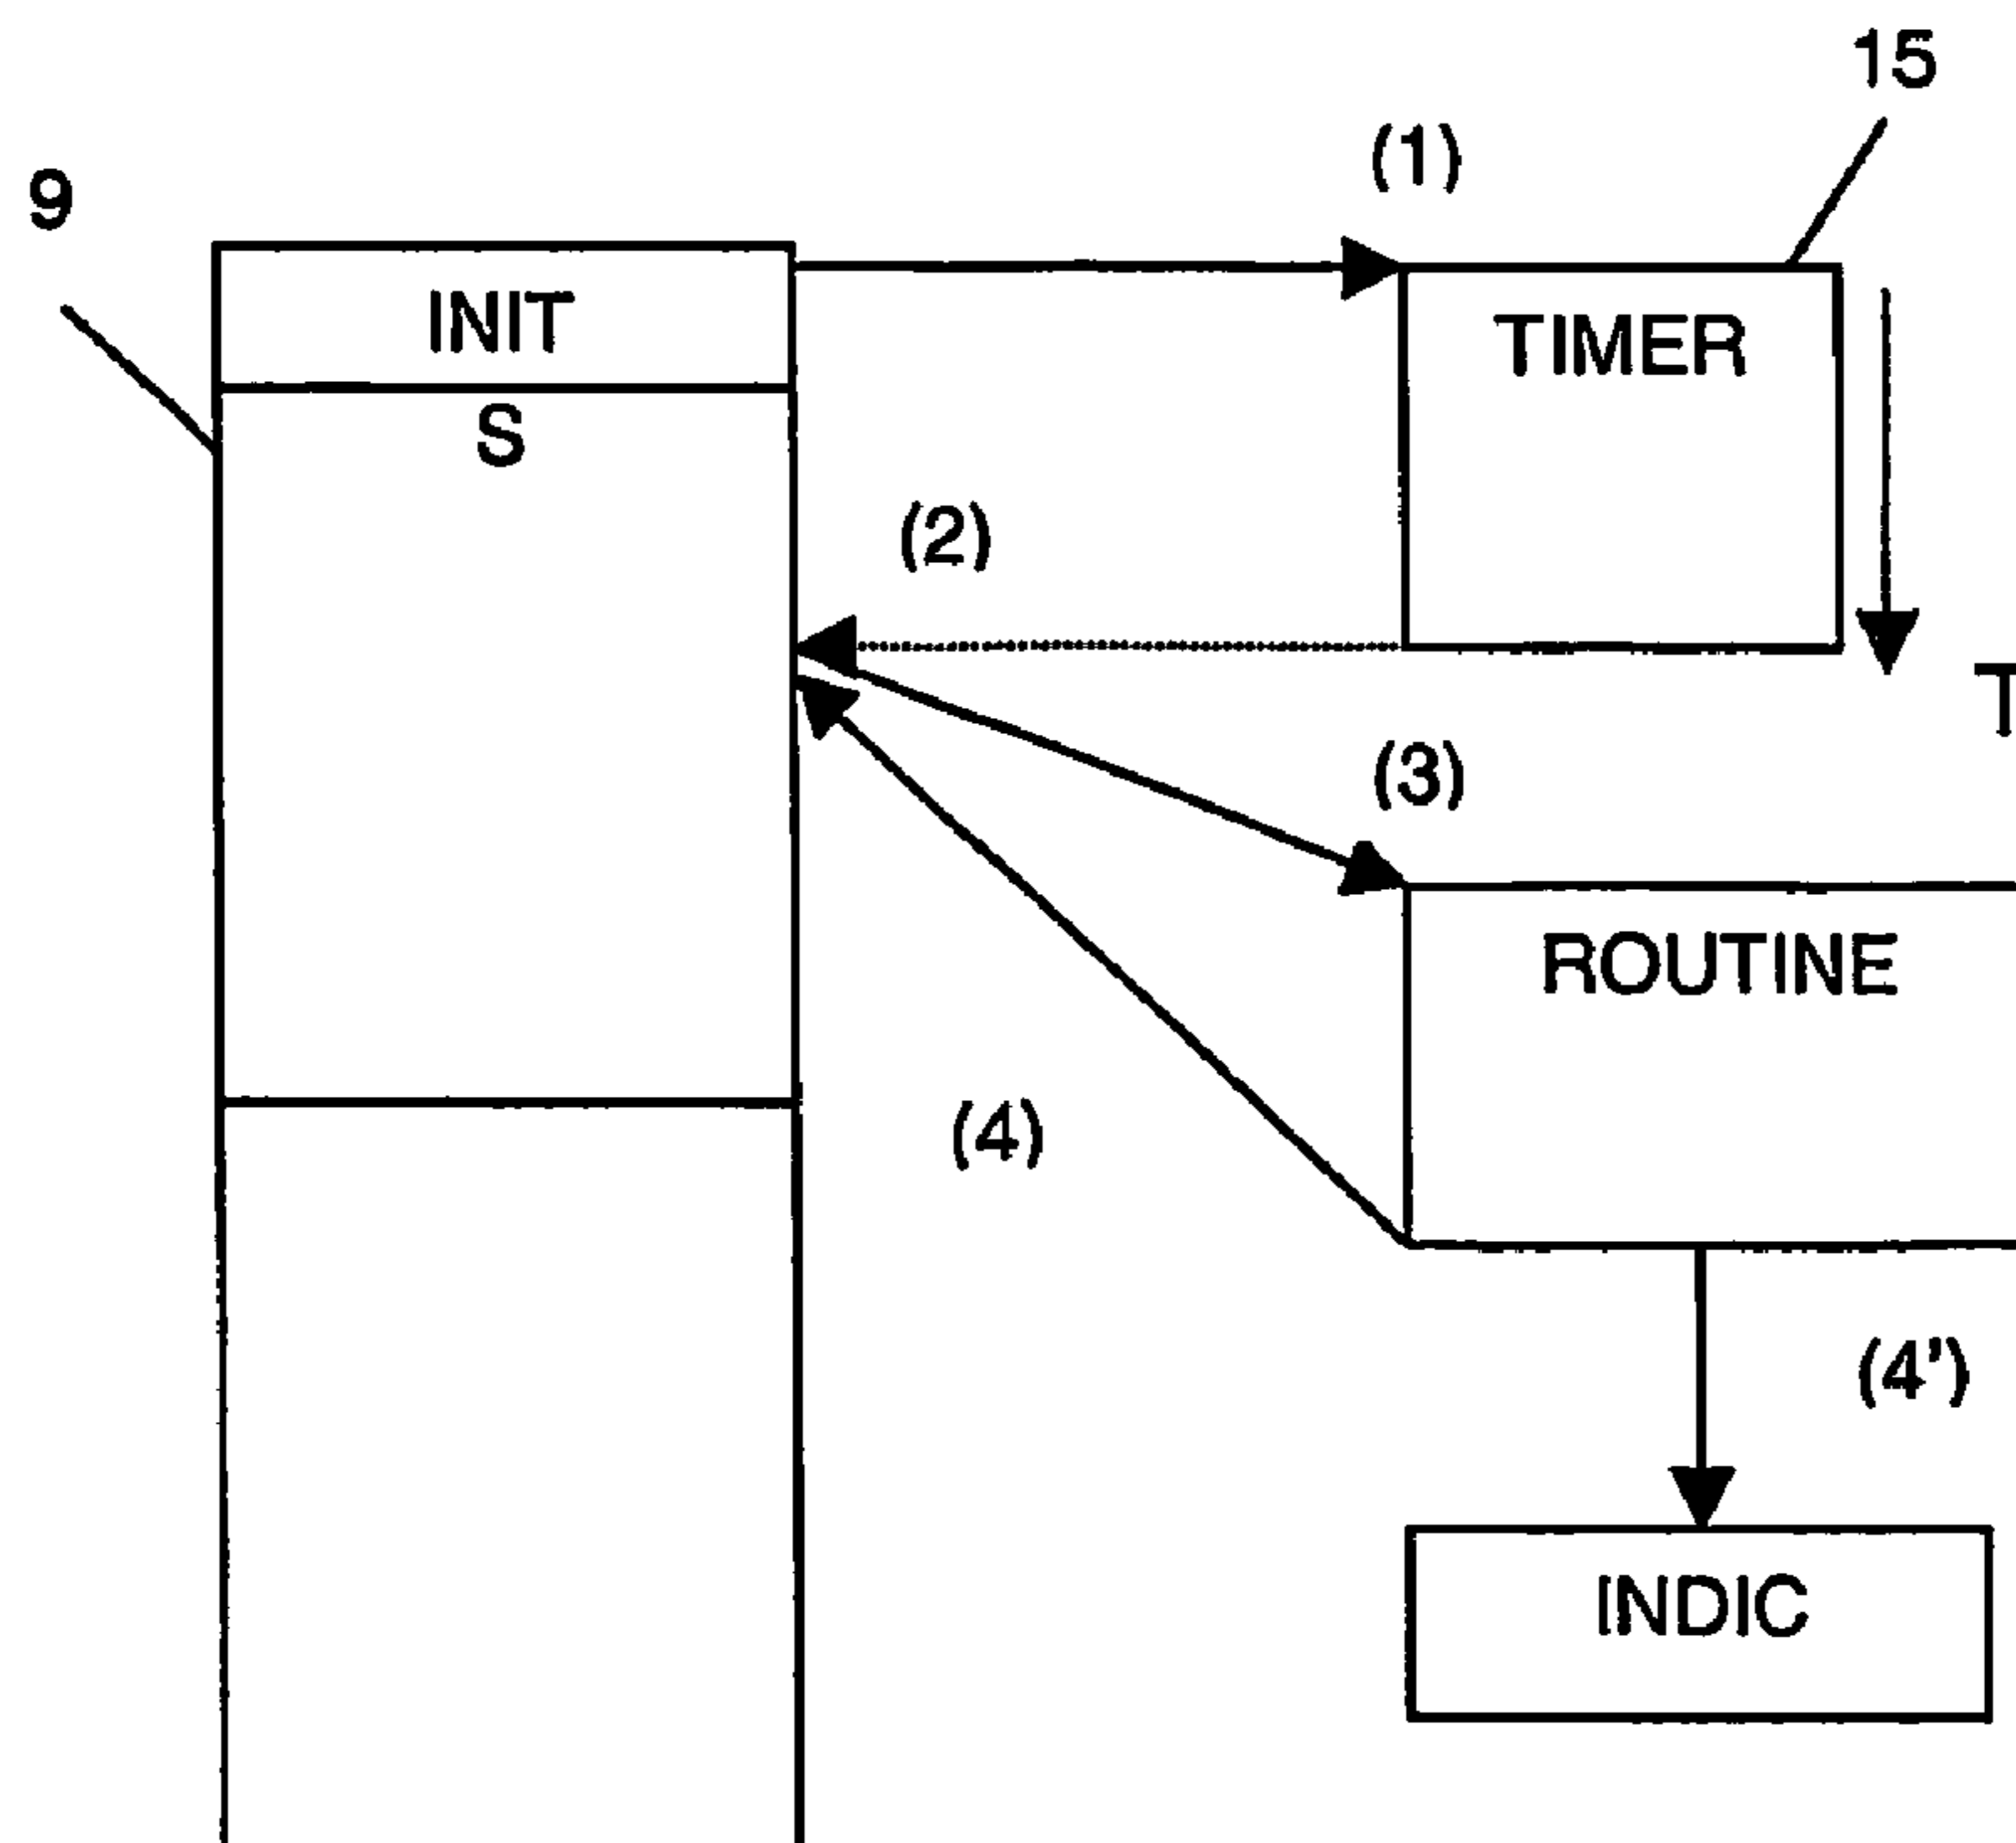 15
(1)
9
INIT
TIMER
S
(2)
T
(3)
ROUTINE
(4)
(4')
INDIC